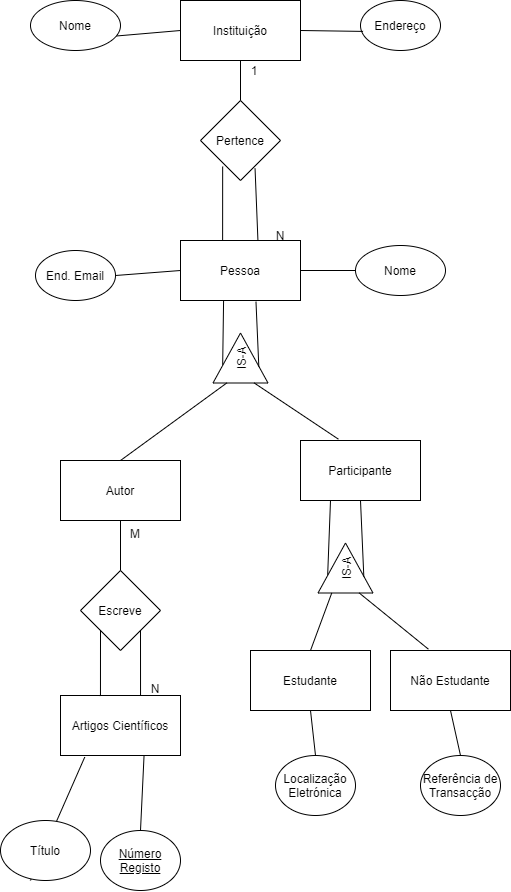 Nome
Instituição
Endereço
1
Pertence
N
End. Email
Pessoa
Nome
IS-A
Autor
Participante
M
IS-A
Escreve
Estudante
Não Estudante
N
Artigos Científicos
Localização
Eletrónica
Referência de
Transacção
Título
Número
Registo